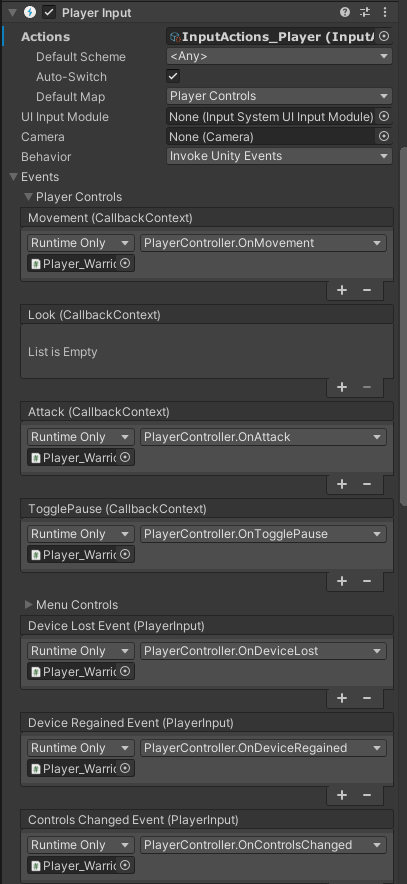 Player Input
Actions InputActions_Player (InputA
Default Scheme <Any>
Auto-Switch
Default Map Player Controls
UI Input Module None (Input System UI Input Module)
Camera None (Camera)
Behavior Invoke Unity Events
Events
Player Controls
Movement (CallbackContext)
Runtime Only PlayerController.OnMovement
Player_Warric
+ −
Look (CallbackContext)
List is Empty
+ −
Attack (CallbackContext)
Runtime Only PlayerController.OnAttack
Player_Warric
+ −
TogglePause (CallbackContext)
Runtime Only PlayerController.OnTogglePause
Player_Warric
+ −
Menu Controls
Device Lost Event (PlayerInput)
Runtime Only PlayerController.OnDeviceLost
Player_Warric
+ −
Device Regained Event (PlayerInput)
Runtime Only PlayerController.OnDeviceRegained
Player_Warric
+ −
Controls Changed Event (PlayerInput)
Runtime Only PlayerController.OnControlsChanged
Player_Warric